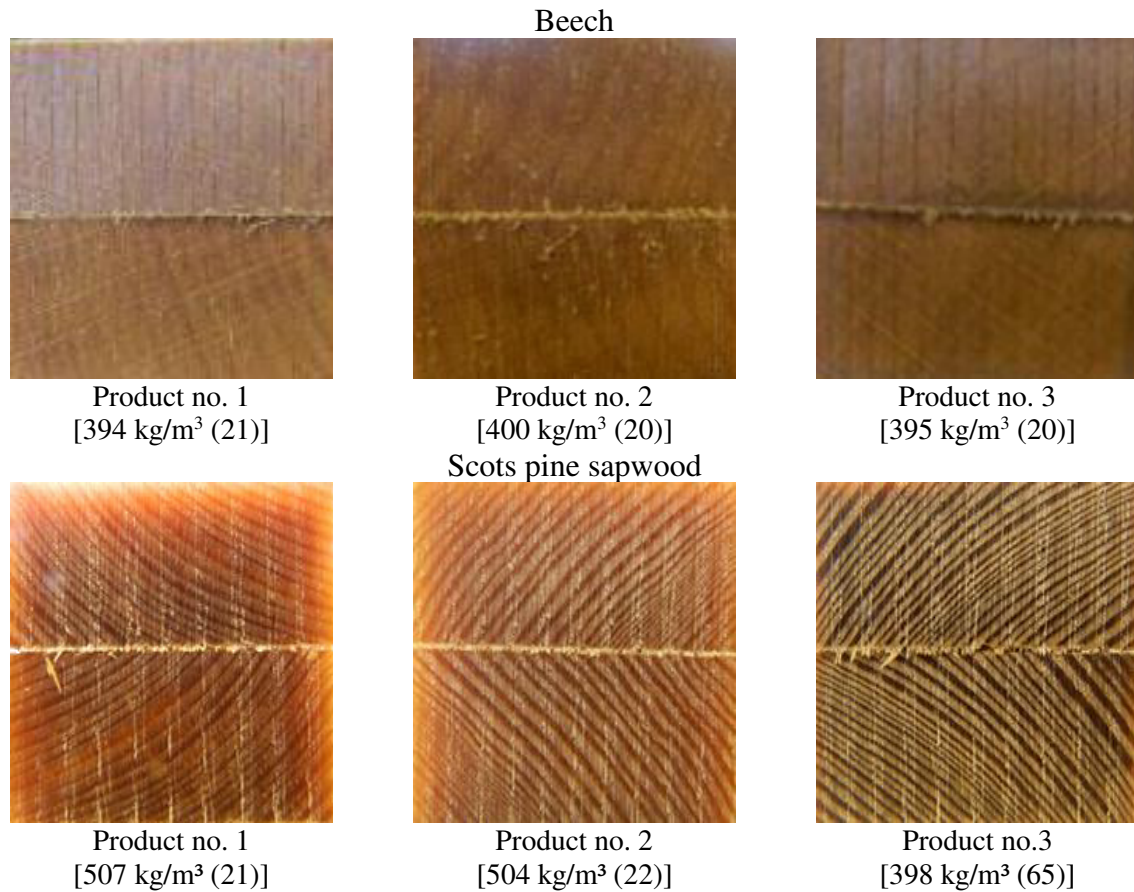 Beech
Product no. 1
[394 kg/m³ (21)]
Product no. 2
[400 kg/m³ (20)]
Product no. 3
[395 kg/m³ (20)]
Scots pine sapwood
Product no. 1
[507 kg/m³ (21)]
Product no. 2
[504 kg/m³ (22)]
Product no.3
[398 kg/m³ (65)]